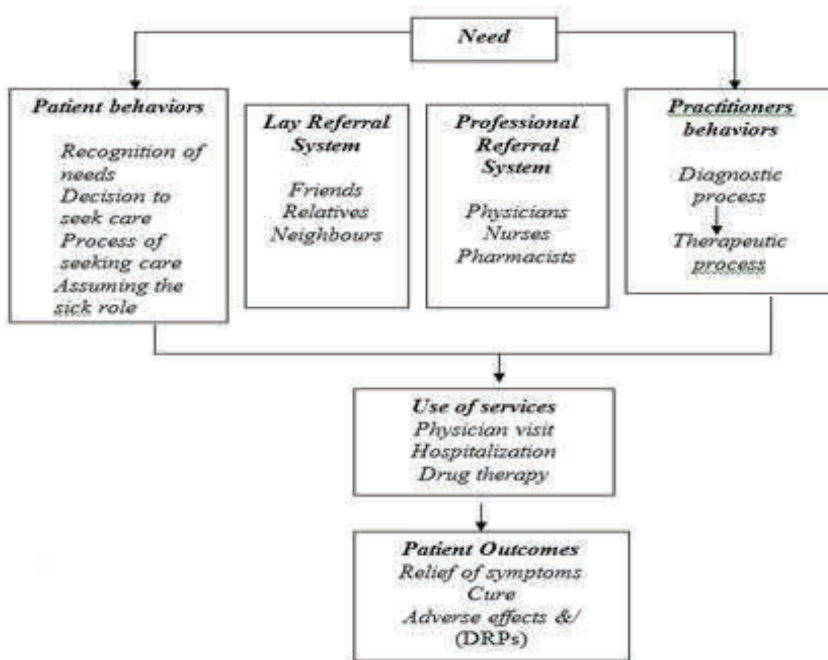 Need
Patient behaviors
Recognition of
needs
Decision to
seek care
Process of
seeking care
Assuming the
sick role
Lay Referral
System
Friends
Relatives
Neighbours
Professional
Referral
System
Physicians
Nurses
Pharmacists
Practitioners
behaviors
Diagnostic
process
Therapeutic
process
Use of services
Physician visit
Hospitalization
Drug therapy
Patient Outcomes
Relief of symptoms
Cure
Adverse effects &/
(DRPs)